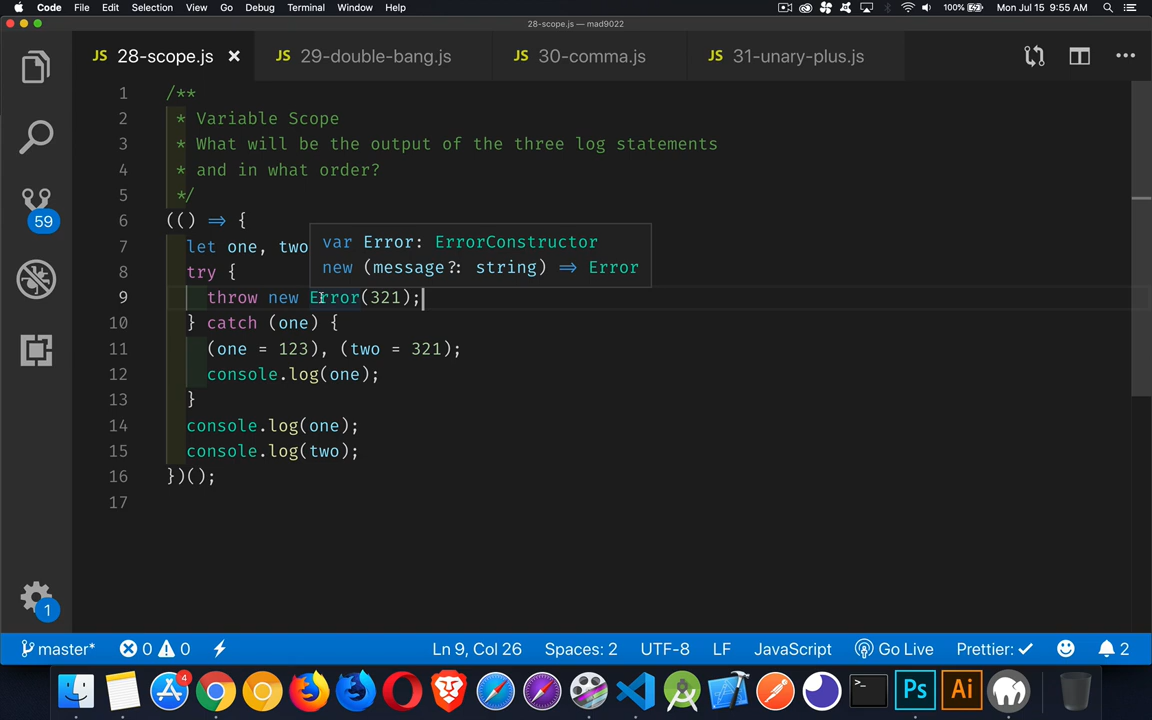 Code File Edit Selection View Go Debug Terminal Window Help 100% Mon Jul 15 9:55 AM
28-scope.js — mad9022
JS 28-scope.js × JS 29-double-bang.js JS 30-comma.js JS 31-unary-plus.js •••
1 /**
2 * Variable Scope
3 * What will be the output of the three log statements
4 * and in what order?
5 */
6 (() => {
var Error: ErrorConstructor
7 let one, two
new (message?: string) => Error
8 try {
9 throw new Error(321);
10 } catch (one) {
11 (one = 123), (two = 321);
12 console.log(one);
13 }
14 console.log(one);
15 console.log(two);
16 })();
17
59
1
master* 0 0 Ln 9, Col 26 Spaces: 2 UTF-8 LF JavaScript Go Live Prettier: ✓ 2
4 >_ Ps Ai